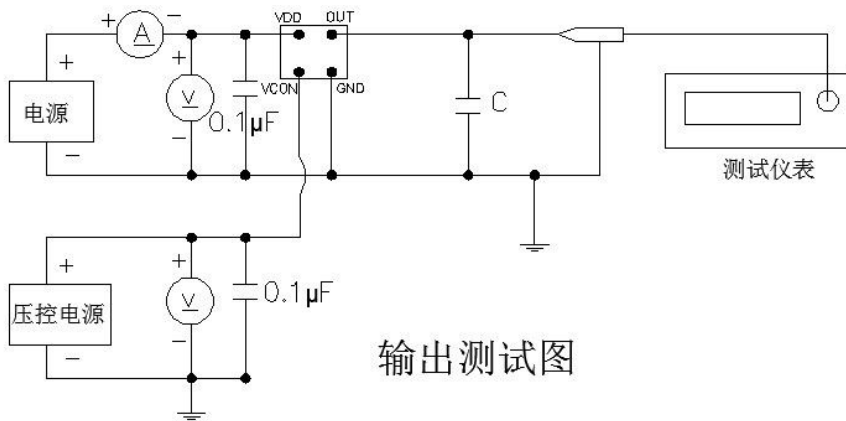 + A −
VDD OUT
+
+
VCON GND
电源
V
0.1μF
C
−
−
测试仪表
+
+
压控电源
V
0.1μF
−
−
输出测试图